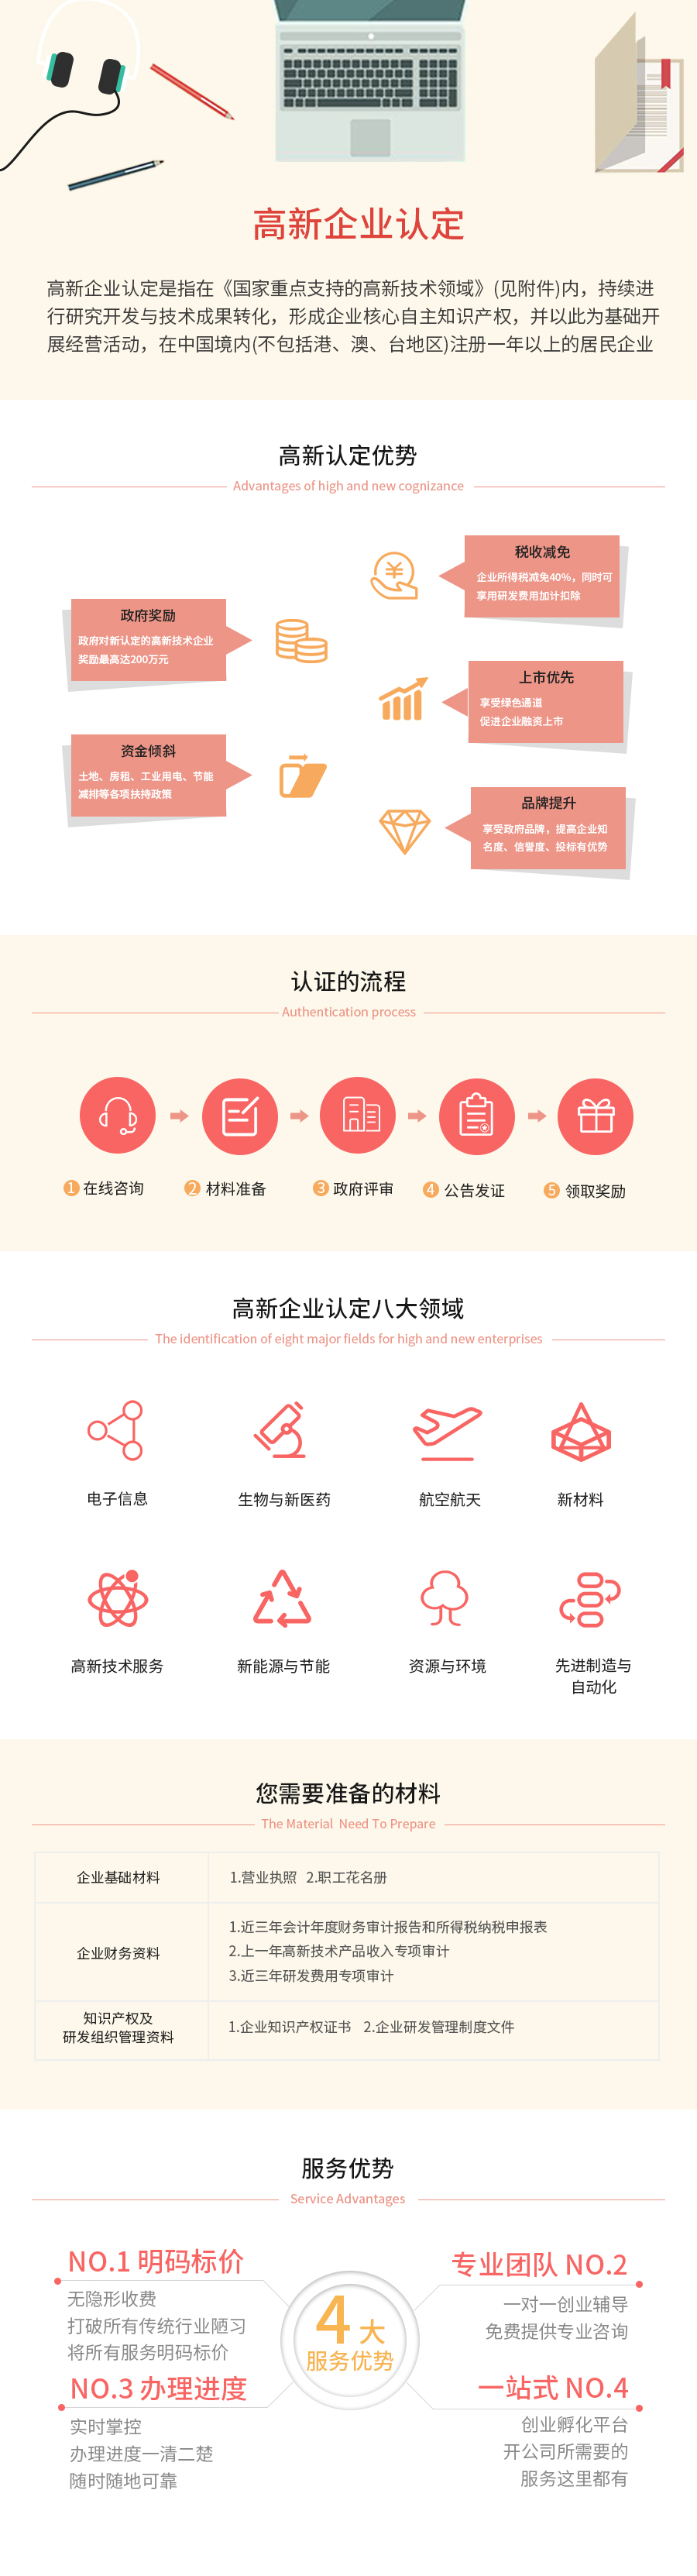 高新企业认定
高新企业认定是指在《国家重点支持的高新技术领域》(见附件)内，持续进
行研究开发与技术成果转化，形成企业核心自主知识产权，并以此为基础开
展经营活动，在中国境内(不包括港、澳、台地区)注册一年以上的居民企业
高新认定优势
Advantages of high and new cognizance
税收减免
企业所得税减免40%，同时可
享用研发费用加计扣除
政府奖励
政府对新认定的高新技术企业
奖励最高达200万元
上市优先
享受绿色通道
促进企业融资上市
资金倾斜
土地、房租、工业用电、节能
减排等各项扶持政策
品牌提升
享受政府品牌，提高企业知
名度、信誉度、投标有优势
认证的流程
Authentication process
1 在线咨询
2 材料准备
3 政府评审
4 公告发证
5 领取奖励
高新企业认定八大领域
The identification of eight major fields for high and new enterprises
电子信息
生物与新医药
航空航天
新材料
高新技术服务
新能源与节能
资源与环境
先进制造与
自动化
您需要准备的材料
The Material Need To Prepare
企业基础材料
1.营业执照 2.职工花名册
企业财务资料
1.近三年会计年度财务审计报告和所得税纳税申报表
2.上一年高新技术产品收入专项审计
3.近三年研发费用专项审计
知识产权及
研发组织管理资料
1.企业知识产权证书 2.企业研发管理制度文件
服务优势
Service Advantages
NO.1 明码标价
无隐形收费
打破所有传统行业陋习
将所有服务明码标价
专业团队 NO.2
一对一创业辅导
免费提供专业咨询
4大
服务优势
NO.3 办理进度
实时掌控
办理进度一清二楚
随时随地可靠
一站式 NO.4
创业孵化平台
开公司所需要的
服务这里都有